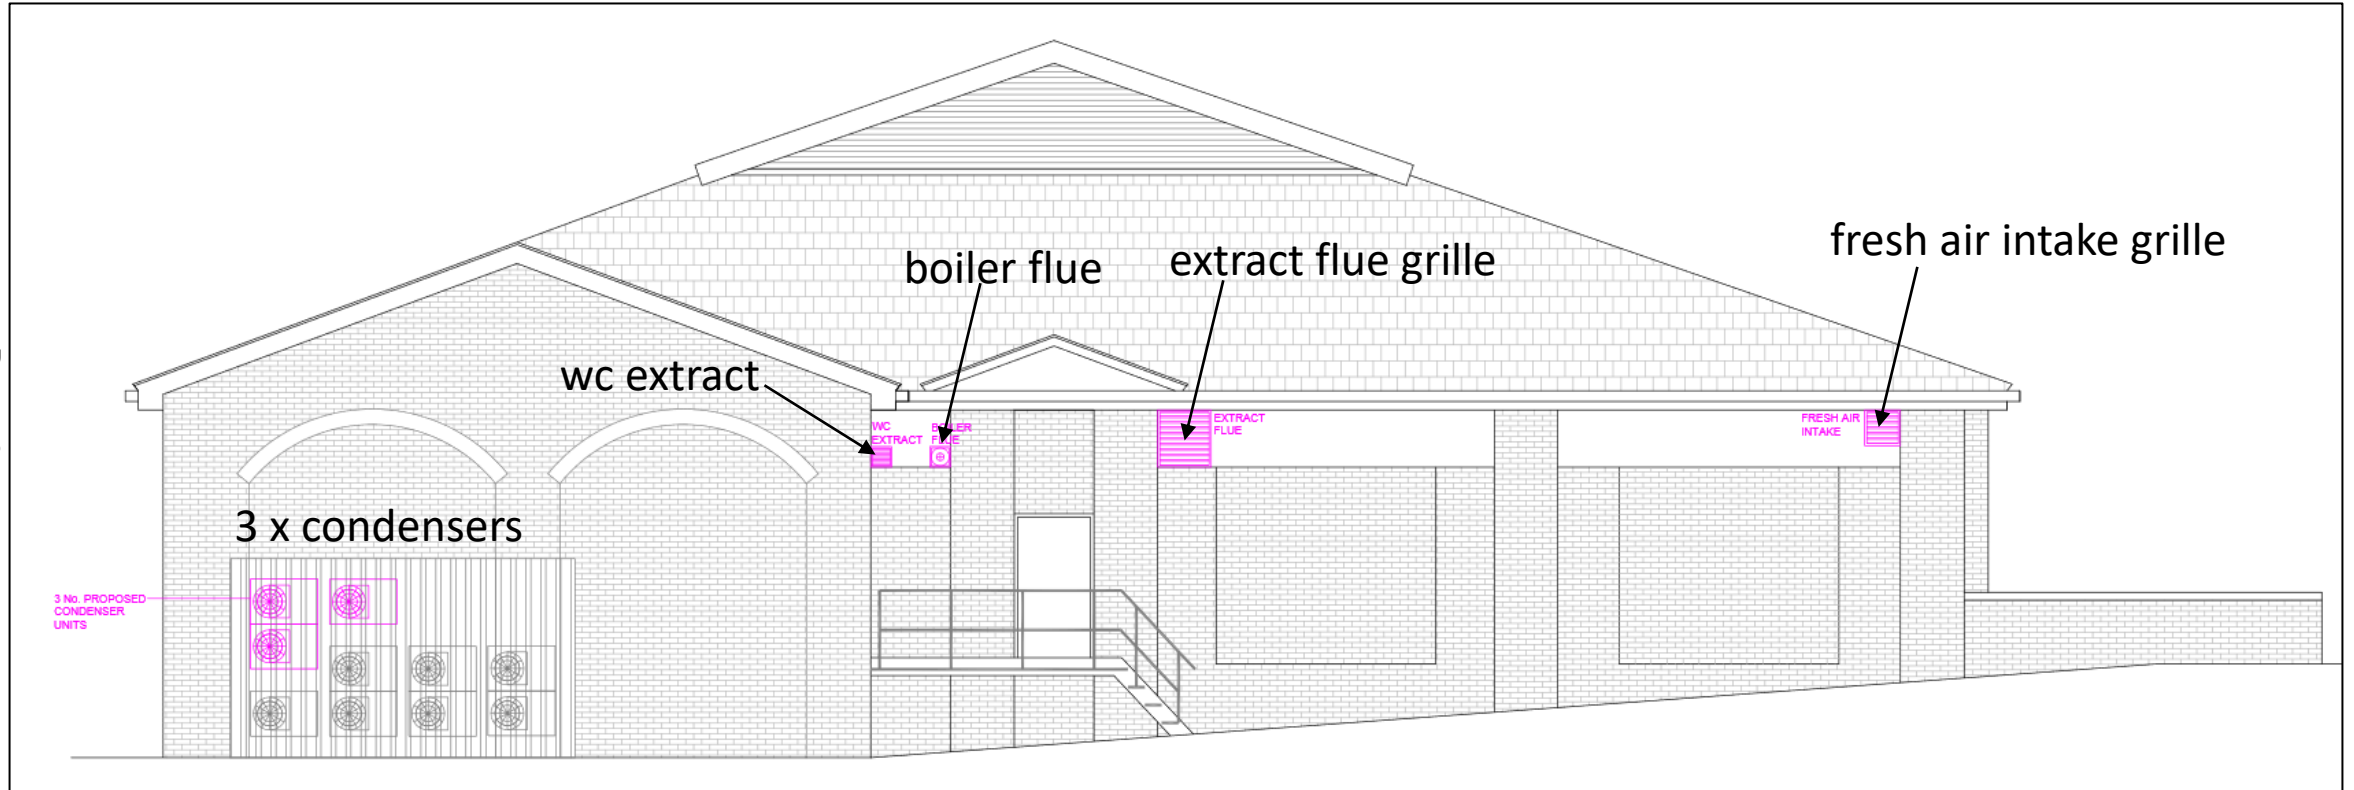 fresh air intake grille
boiler flue
extract flue grille
wc extract
WC
EXTRACT
BOILER
FLUE
EXTRACT
FLUE
FRESH AIR
INTAKE
3 x condensers
3 No. PROPOSED
CONDENSER
UNITS